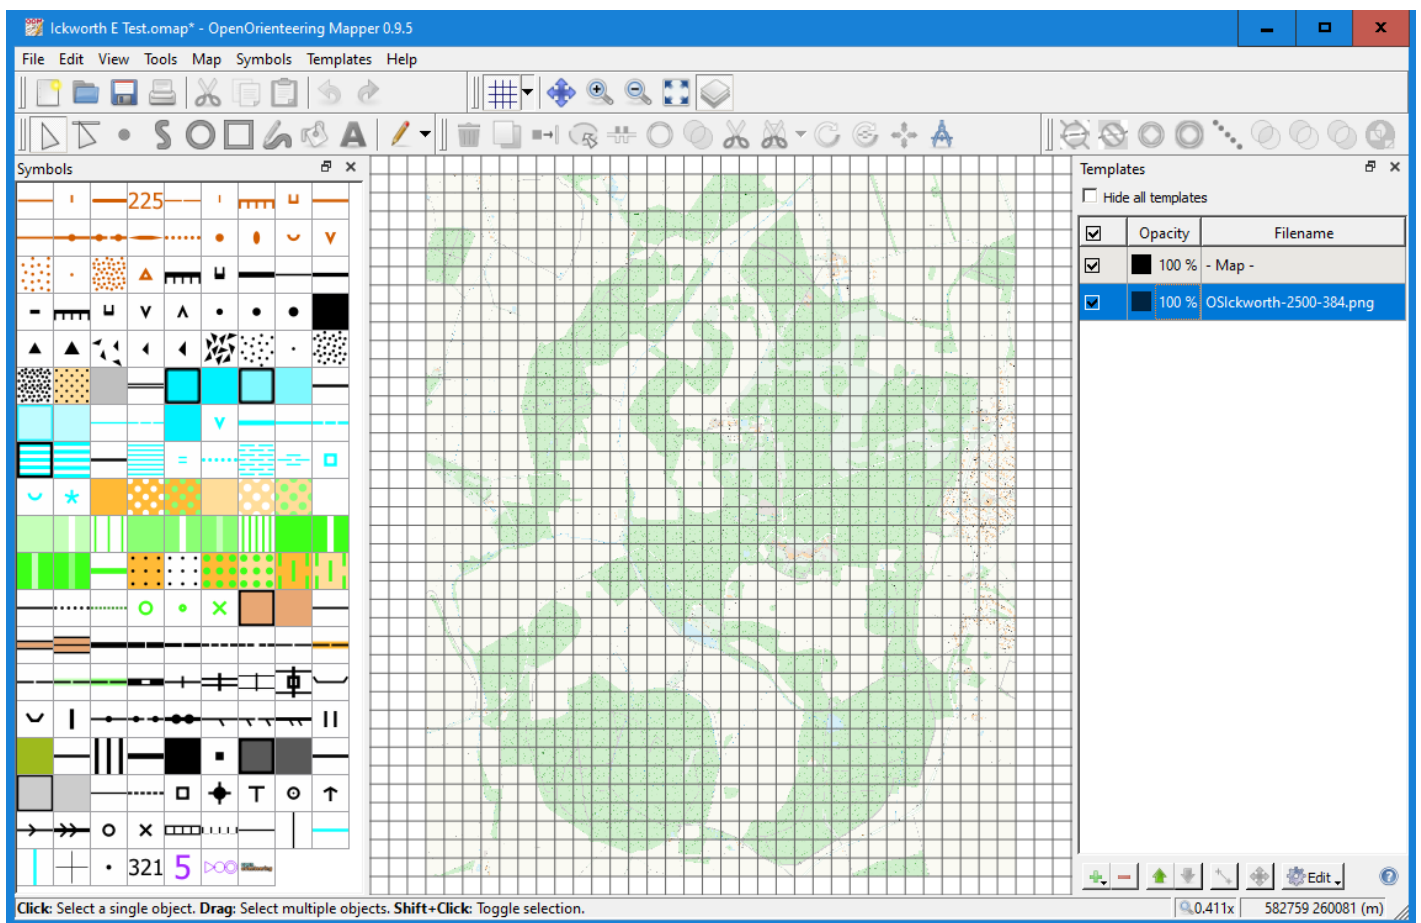 Ickworth E Test.omap* - OpenOrienteering Mapper 0.9.5
File Edit View Tools Map Symbols Templates Help
Symbols
Templates
Hide all templates
Opacity Filename
100 % - Map -
100 % OSIckworth-2500-384.png
225
321 5
Edit
Click: Select a single object. Drag: Select multiple objects. Shift+Click: Toggle selection.
0.411x 582759 260081 (m)